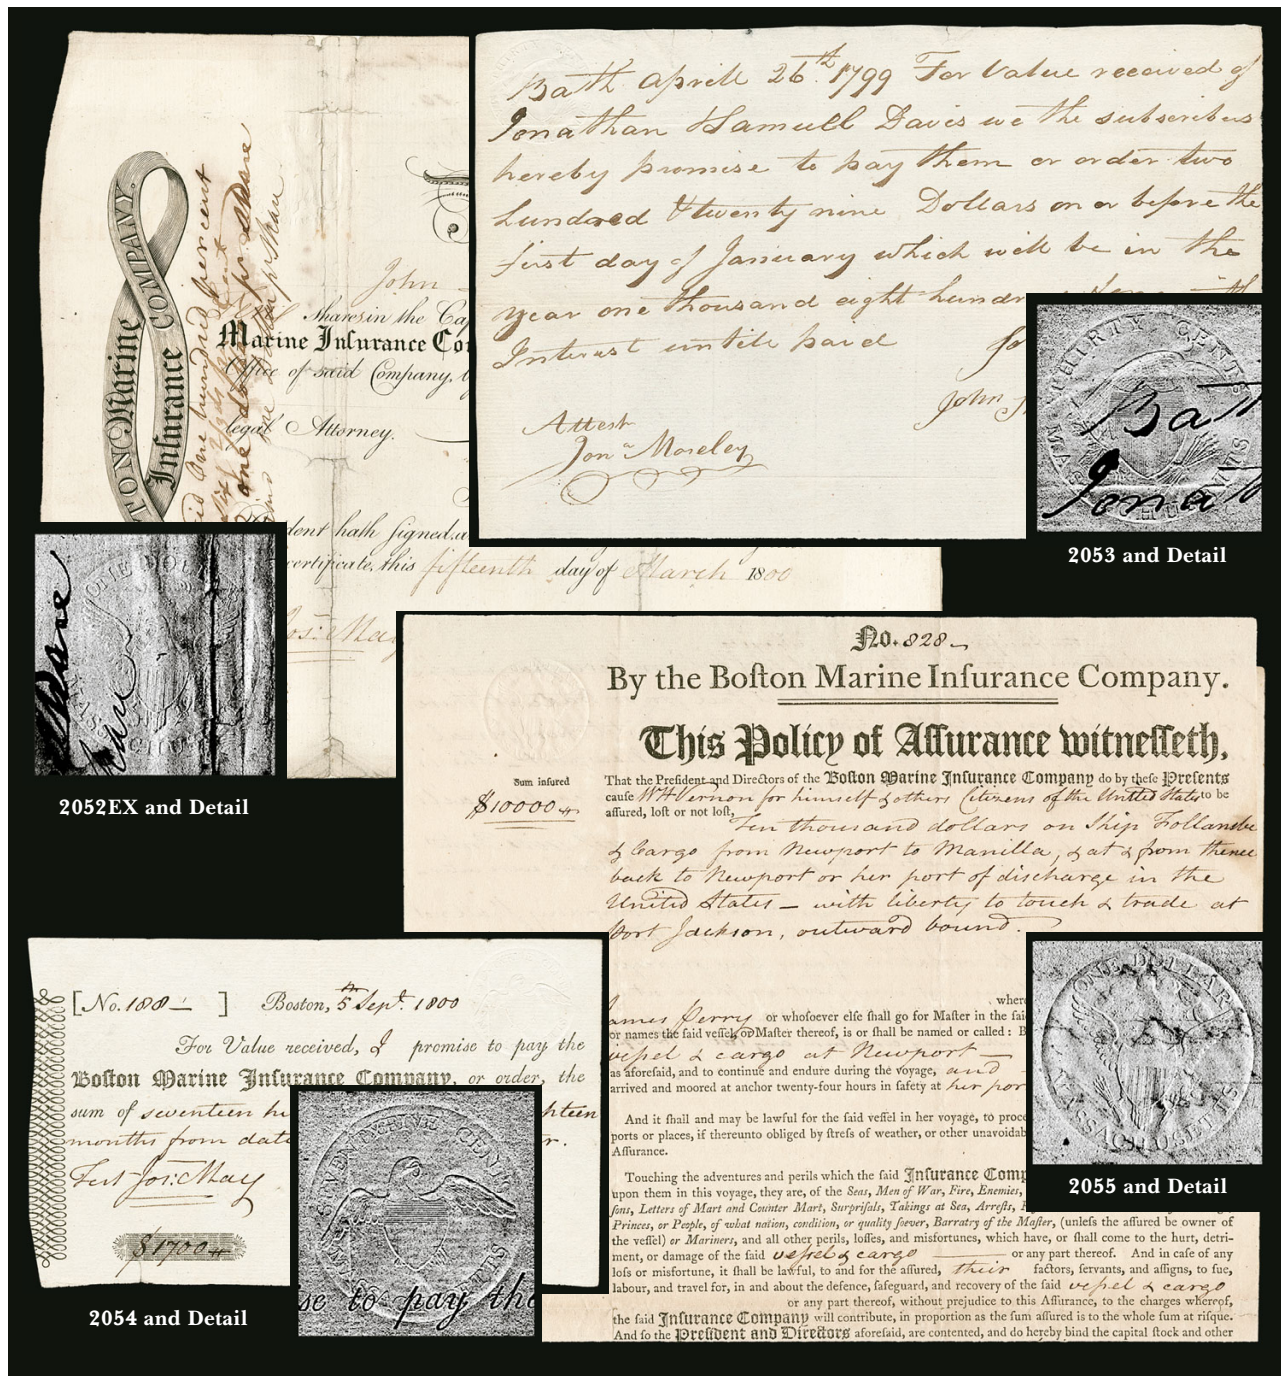 Bath aprill 26th. 1799 For Value received of
Jonathan Samuell Davis we the subscribers
hereby promise to pay them or order two
hundred & twenty nine Dollars on or before the
first day of January which will be in the
year one thousand eight hundr
Interest untill paid
John
Attest
Jona Moseley
BOSTON Marine Insurance COMPANY.
John
Shares in the Cap
Marine Insurance Co
Office of said Company, b
legal Attorney.
dent hath signed
certificate, this fifteenth day of March 1800
Jos: May
THIRTY CENTS
MASSACHUSETTS
Bat
Jonat
2053 and Detail
ONE DOLLAR
MASSACHUSETTS
share
2052EX and Detail
No. 828
By the Boſton Marine Inſurance Company.
This Policy of Aſſurance witneſſeth,
Sum inſured
$10000
That the Preſident and Directors of the Boſton Marine Inſurance Company do by theſe Preſents
cauſe W H Vernon for himself & others Citizens of the United States to be
aſſured, loſt or not loſt,
Ten thousand dollars on Ship Follansbe
& Cargo from Newport to Manilla, & at & from thence
back to Newport or her port of discharge in the
United States — with liberty to touch & trade at
Port Jackson, outward bound.
where
James Perry or whoſoever elſe ſhall go for Maſter in the ſai
or names the ſaid veſſel, or Maſter thereof, is or ſhall be named or called: B
vessel & cargo at Newport —
as aforeſaid, and to continue and endure during the voyage, and
arrived and moored at anchor twenty-four hours in ſafety at her por
And it ſhall and may be lawful for the ſaid veſſel in her voyage, to proce
ports or places, if thereunto obliged by ſtreſs of weather, or other unavoidab
Aſſurance.
Touching the adventures and perils which the ſaid Inſurance Comp
upon them in this voyage, they are, of the Seas, Men of War, Fire, Enemies,
ſons, Letters of Mart and Counter Mart, Surpriſals, Takings at Sea, Arreſts,
Princes, or People, of what nation, condition, or quality ſoever, Barratry of the Maſter, (unleſs the aſſured be owner of
the veſſel) or Mariners, and all other perils, loſſes, and misfortunes, which have, or ſhall come to the hurt, detri-
ment, or damage of the ſaid vessel & cargo or any part thereof. And in caſe of any
loſs or misfortune, it ſhall be lawful, to and for the aſſured, their factors, ſervants, and aſſigns, to ſue,
labour, and travel for, in and about the defence, ſafeguard, and recovery of the ſaid vessel & cargo
or any part thereof, without prejudice to this Aſſurance, to the charges whereof,
the ſaid Inſurance Company will contribute, in proportion as the ſum aſſured is to the whole ſum at riſque.
And ſo the Preſident and Directors aforeſaid, are contented, and do hereby bind the capital ſtock and other
ONE DOLLAR
MASSACHUSETTS
2055 and Detail
[No. 188 ] Boston, 5th Sept. 1800
For Value received, I promise to pay the
Boſton Marine Inſurance Company, or order, the
sum of seventeen hu ghteen
months from date r.
Test Jos: May
$1700
SEVENTY FIVE CENTS
MASSACHUSETTS
se to pay the
2054 and Detail